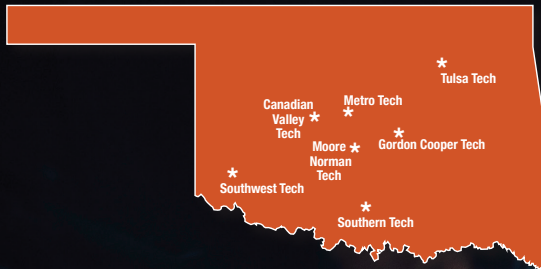 Tulsa Tech
Metro Tech
Canadian
Valley
Tech
Gordon Cooper Tech
Moore
Norman
Tech
Southwest Tech
Southern Tech